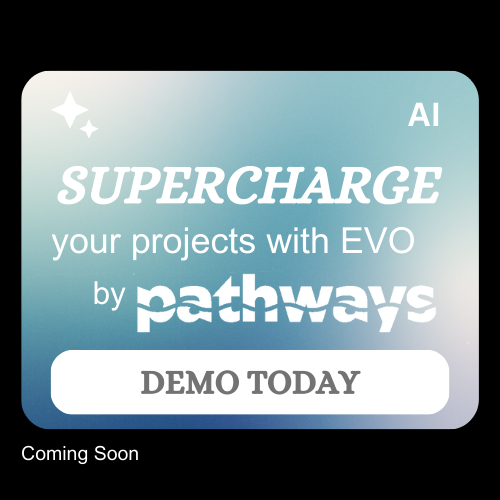 AI
SUPERCHARGE
your projects with EVO
by pathways
DEMO TODAY
Coming Soon